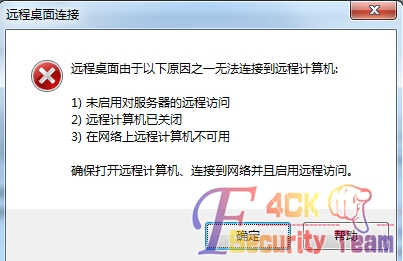 远程桌面连接
远程桌面由于以下原因之一无法连接到远程计算机:
1) 未启用对服务器的远程访问
2) 远程计算机已关闭
3) 在网络上远程计算机不可用
确保打开远程计算机、连接到网络并且启用远程访问。
F4CK
Security Team
确定
帮助